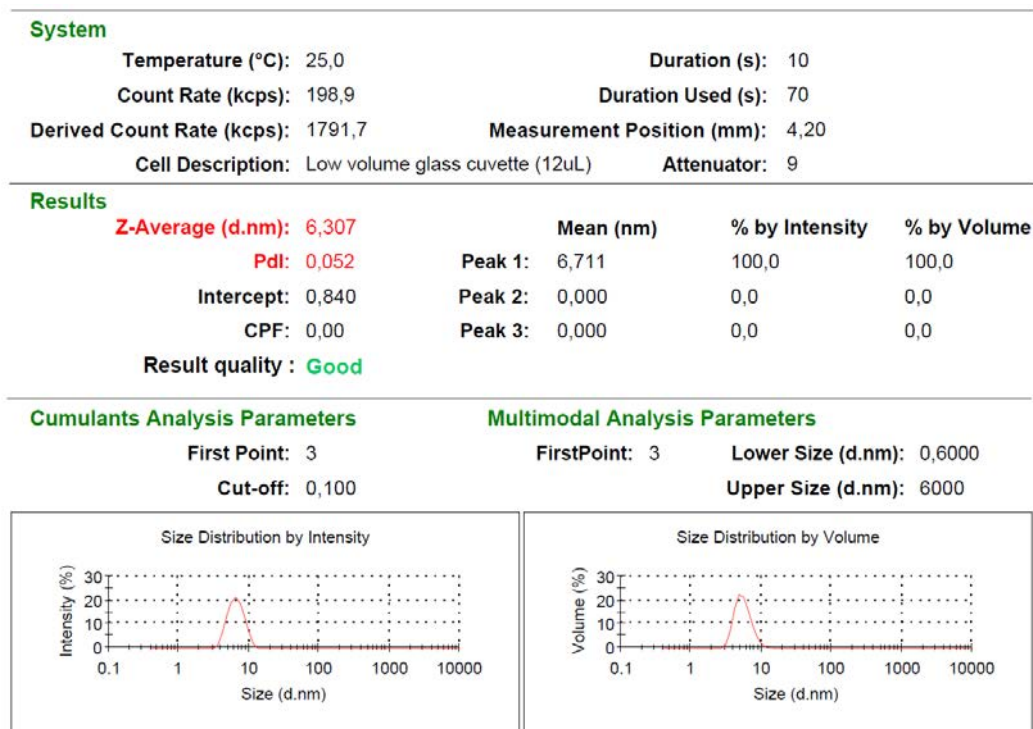 System
Temperature (°C): 25,0 Duration (s): 10
Count Rate (kcps): 198,9 Duration Used (s): 70
Derived Count Rate (kcps): 1791,7 Measurement Position (mm): 4,20
Cell Description: Low volume glass cuvette (12uL) Attenuator: 9
Results
Mean (nm) % by Intensity % by Volume
Z-Average (d.nm): 6,307
PdI: 0,052 Peak 1: 6,711 100,0 100,0
Intercept: 0,840 Peak 2: 0,000 0,0 0,0
CPF: 0,00 Peak 3: 0,000 0,0 0,0
Result quality : Good
Cumulants Analysis Parameters Multimodal Analysis Parameters
First Point: 3 FirstPoint: 3 Lower Size (d.nm): 0,6000
Cut-off: 0,100 Upper Size (d.nm): 6000
Size Distribution by Intensity
Intensity (%)
30
20
10
0
0.1 1 10 100 1000 10000
Size (d.nm)
Size Distribution by Volume
Volume (%)
30
20
10
0
0.1 1 10 100 1000 10000
Size (d.nm)